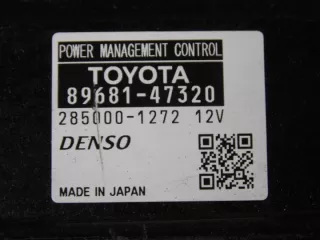 POWER MANAGEMENT CONTROL
TOYOTA
89681-47320
285000-1272 12V
DENSO
MADE IN JAPAN